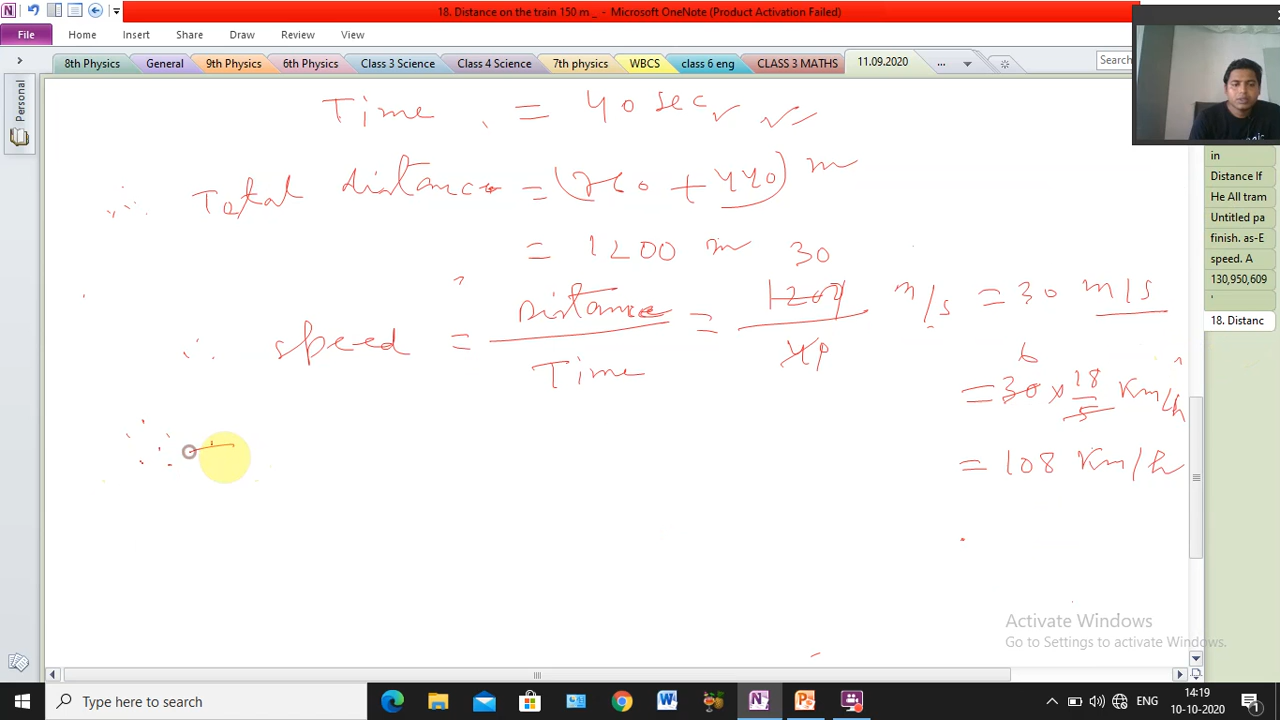 18. Distance on the train 150 m _ - Microsoft OneNote (Product Activation Failed)
File Home Insert Share Draw Review View
8th Physics General 9th Physics 6th Physics Class 3 Science Class 4 Science 7th physics WBCS class 6 eng CLASS 3 MATHS 11.09.2020 ... Search
Personal
in
Distance If
He All tram
Untitled pa
finish. as-E
speed. A
130,950,609
'
18. Distanc
Time = 40 sec
∴ Total distance = (760 + 440) m
= 1200 m
∴ speed = Distance / Time = 1200 / 40 m/s = 30 m/s
30
= 30 × 18/5 Km/h
6
= 108 Km/h
Activate Windows
Go to Settings to activate Windows.
Type here to search
ENG
14:19
10-10-2020